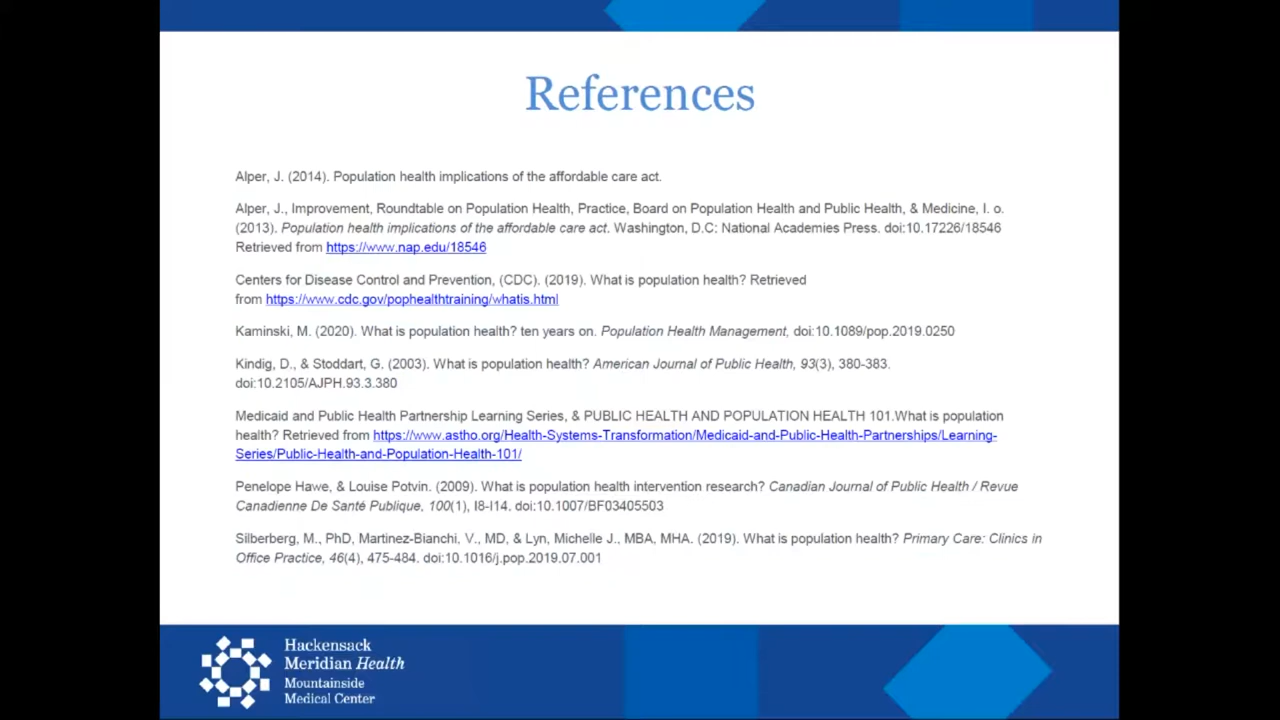 References
Alper, J. (2014). Population health implications of the affordable care act.
Alper, J., Improvement, Roundtable on Population Health, Practice, Board on Population Health and Public Health, & Medicine, I. o.
(2013). Population health implications of the affordable care act. Washington, D.C: National Academies Press. doi:10.17226/18546
Retrieved from https://www.nap.edu/18546
Centers for Disease Control and Prevention, (CDC). (2019). What is population health? Retrieved
from https://www.cdc.gov/pophealthtraining/whatis.html
Kaminski, M. (2020). What is population health? ten years on. Population Health Management, doi:10.1089/pop.2019.0250
Kindig, D., & Stoddart, G. (2003). What is population health? American Journal of Public Health, 93(3), 380-383.
doi:10.2105/AJPH.93.3.380
Medicaid and Public Health Partnership Learning Series, & PUBLIC HEALTH AND POPULATION HEALTH 101.What is population
health? Retrieved from https://www.astho.org/Health-Systems-Transformation/Medicaid-and-Public-Health-Partnerships/Learning-
Series/Public-Health-and-Population-Health-101/
Penelope Hawe, & Louise Potvin. (2009). What is population health intervention research? Canadian Journal of Public Health / Revue
Canadienne De Santé Publique, 100(1), I8-I14. doi:10.1007/BF03405503
Silberberg, M., PhD, Martinez-Bianchi, V., MD, & Lyn, Michelle J., MBA, MHA. (2019). What is population health? Primary Care: Clinics in
Office Practice, 46(4), 475-484. doi:10.1016/j.pop.2019.07.001
Hackensack
Meridian Health
Mountainside
Medical Center